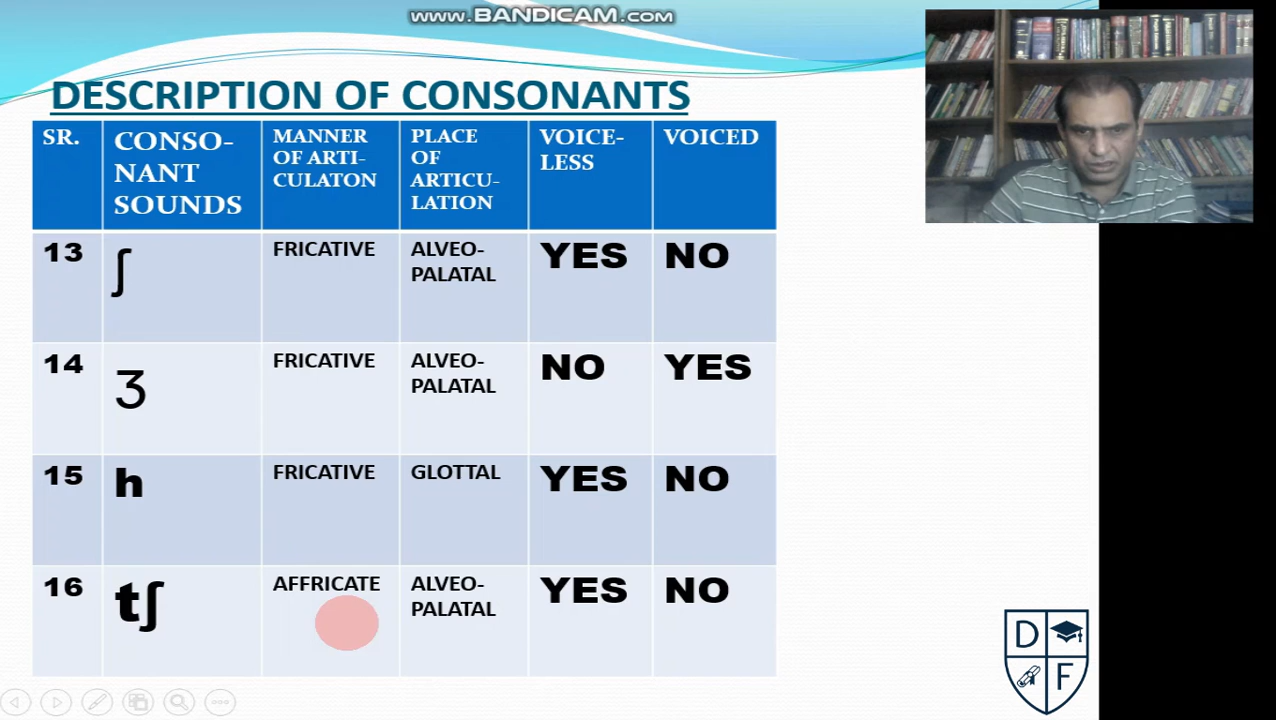 www.BANDICAM.com
DESCRIPTION OF CONSONANTS
SR.
CONSO-
NANT
SOUNDS
MANNER
OF ARTI-
CULATON
PLACE
OF
ARTICU-
LATION
VOICE-
LESS
VOICED
13
ʃ
FRICATIVE
ALVEO-
PALATAL
YES
NO
14
ʒ
FRICATIVE
ALVEO-
PALATAL
NO
YES
15
h
FRICATIVE
GLOTTAL
YES
NO
16
tʃ
AFFRICATE
ALVEO-
PALATAL
YES
NO
D
F